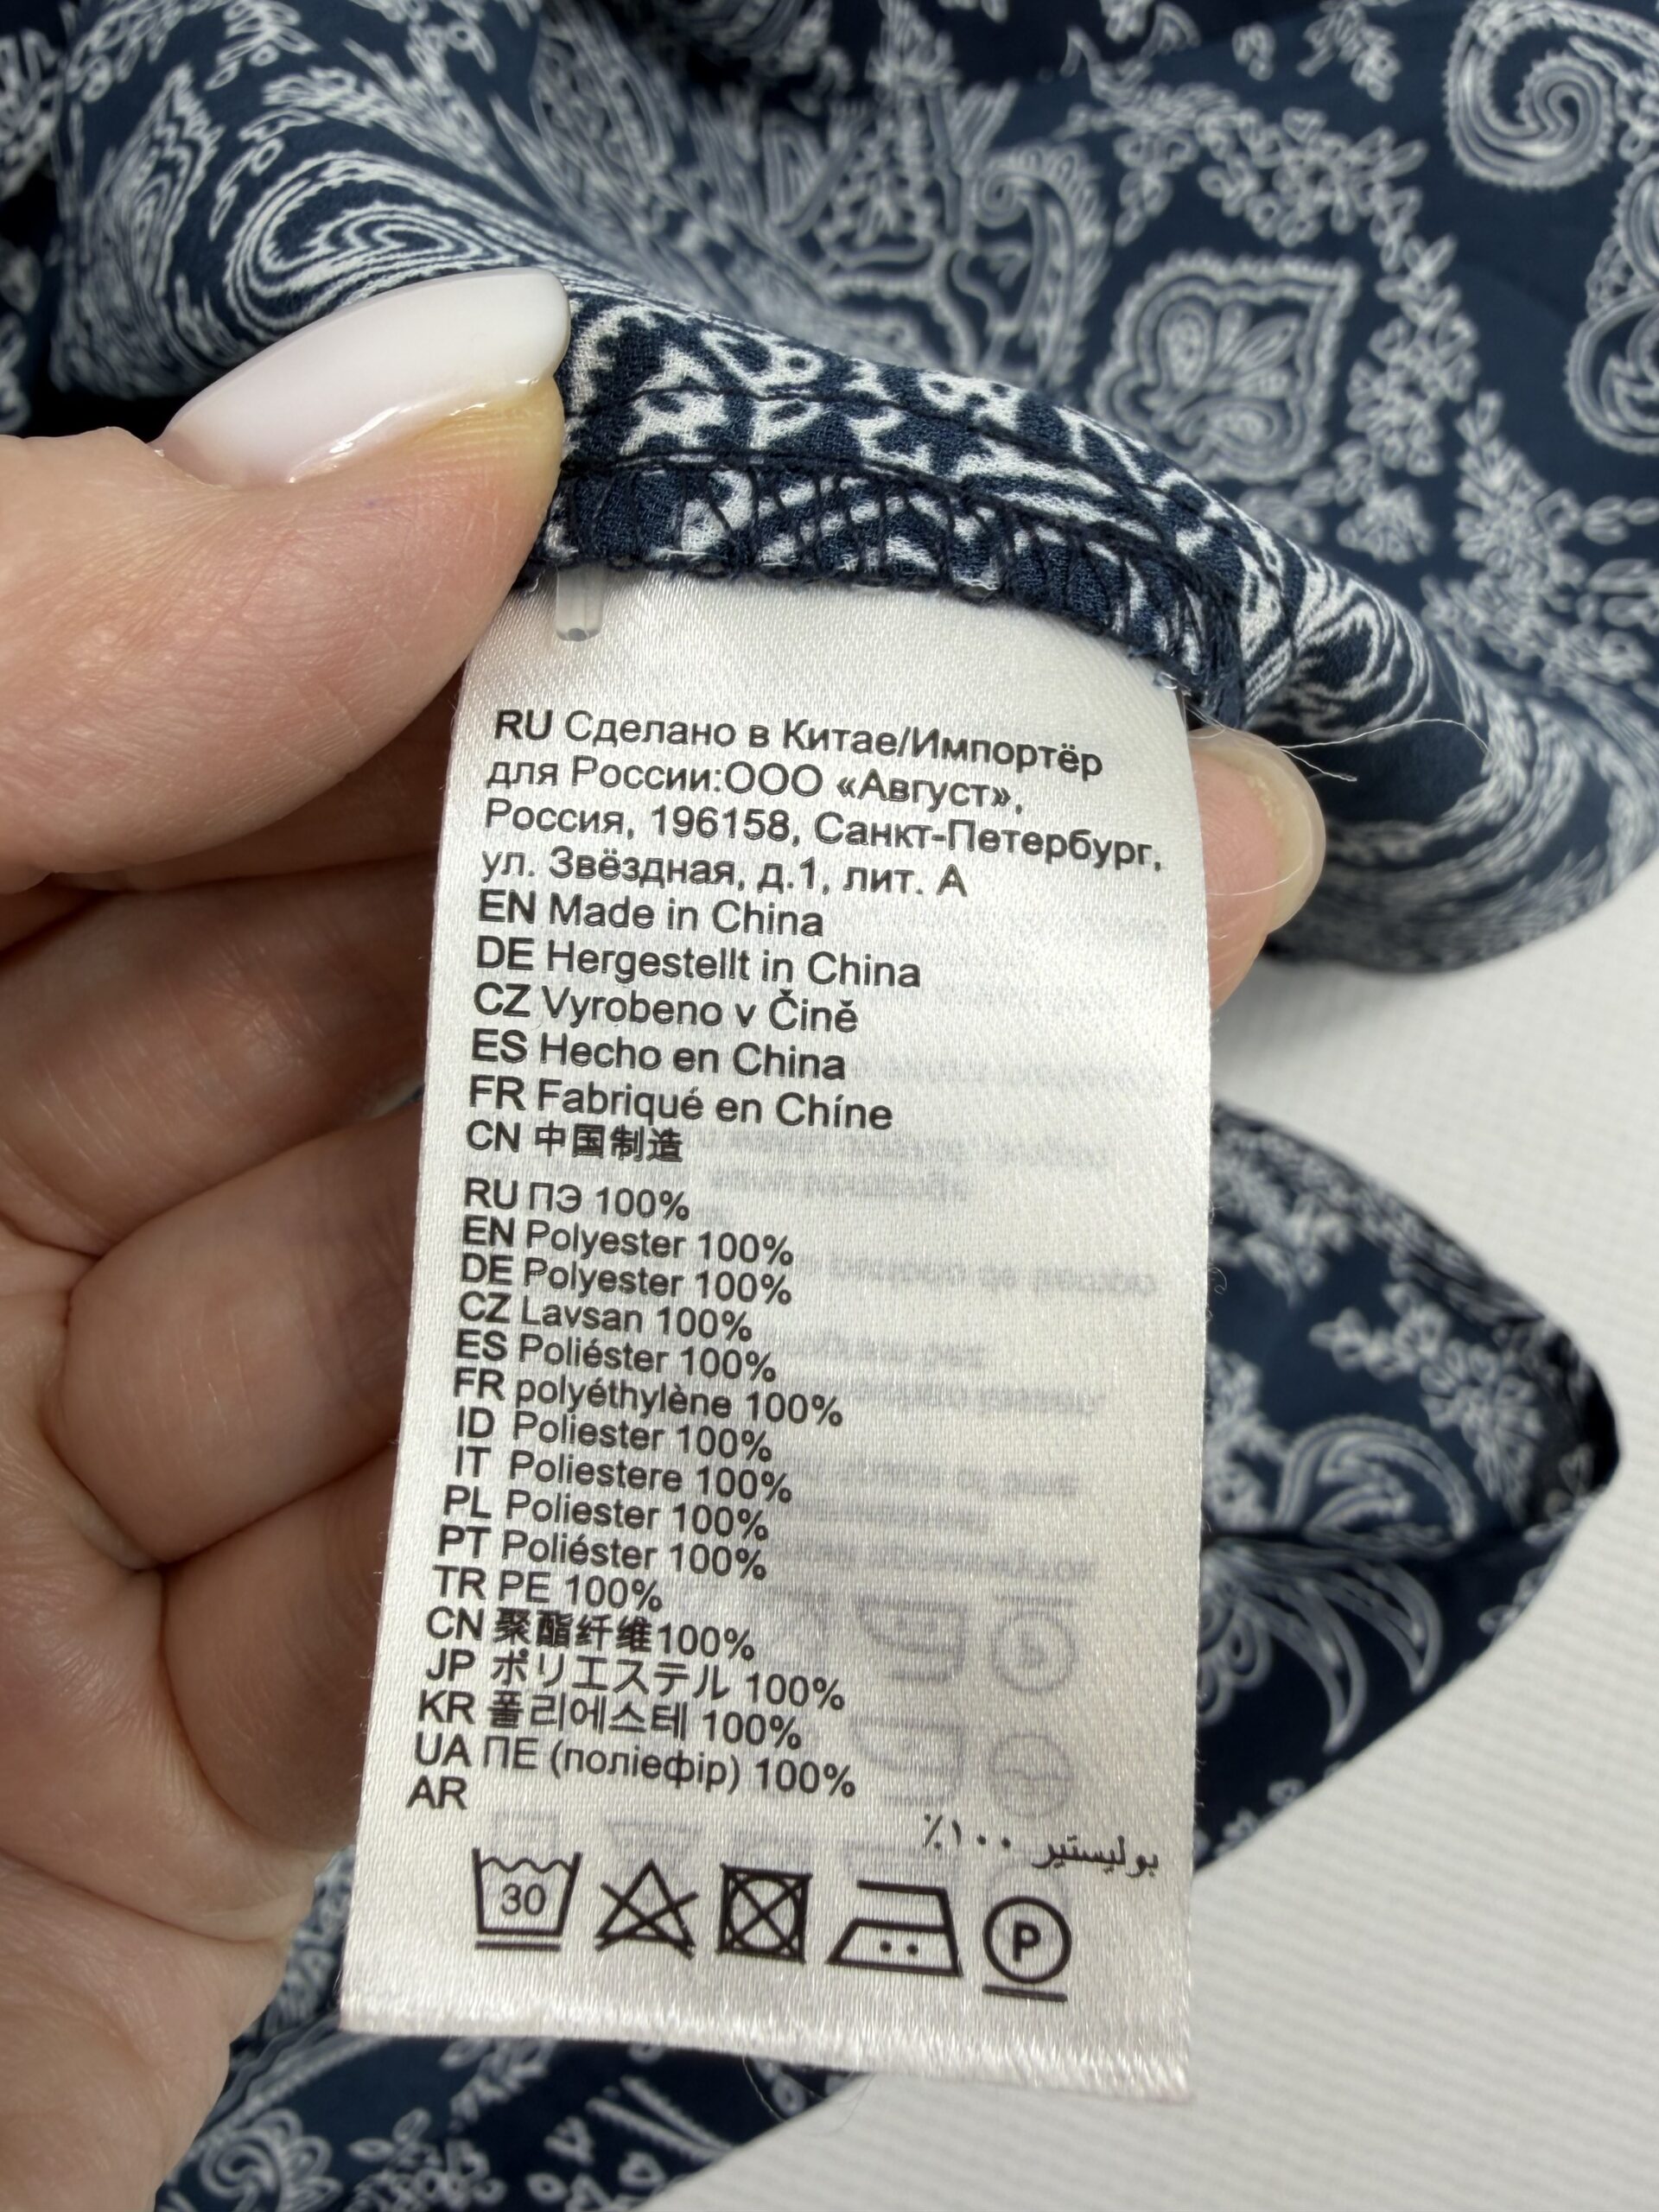 RU Сделано в Китае/Импортёр
для России:ООО «Август»,
Россия, 196158, Санкт-Петербург,
ул. Звёздная, д.1, лит. А
EN Made in China
DE Hergestellt in China
CZ Vyrobeno v Čině
ES Hecho en China
FR Fabriqué en Chíne
CN 中国制造
RU ПЭ 100%
EN Polyester 100%
DE Polyester 100%
CZ Lavsan 100%
ES Poliéster 100%
FR polyéthylène 100%
ID Poliester 100%
IT Poliestere 100%
PL Poliester 100%
PT Poliéster 100%
TR PE 100%
CN 聚酯纤维100%
JP ポリエステル 100%
KR 폴리에스테 100%
UA ПЕ (поліефір) 100%
AR
بوليستير ١٠٠٪
30 P